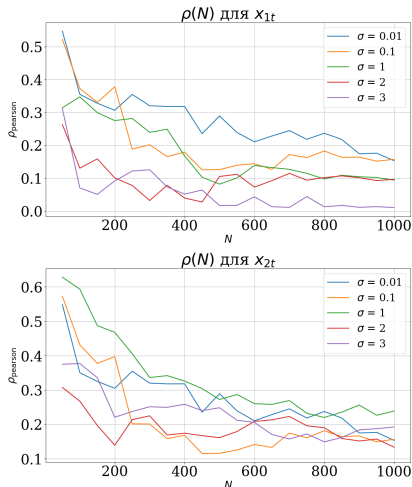 ρ(N) для x₁ₜ
0.5
0.4
0.3
0.2
0.1
0.0
ρpearson
200 400 600 800 1000
N
σ = 0.01
σ = 0.1
σ = 1
σ = 2
σ = 3
ρ(N) для x₂ₜ
0.6
0.5
0.4
0.3
0.2
0.1
ρpearson
200 400 600 800 1000
N
σ = 0.01
σ = 0.1
σ = 1
σ = 2
σ = 3